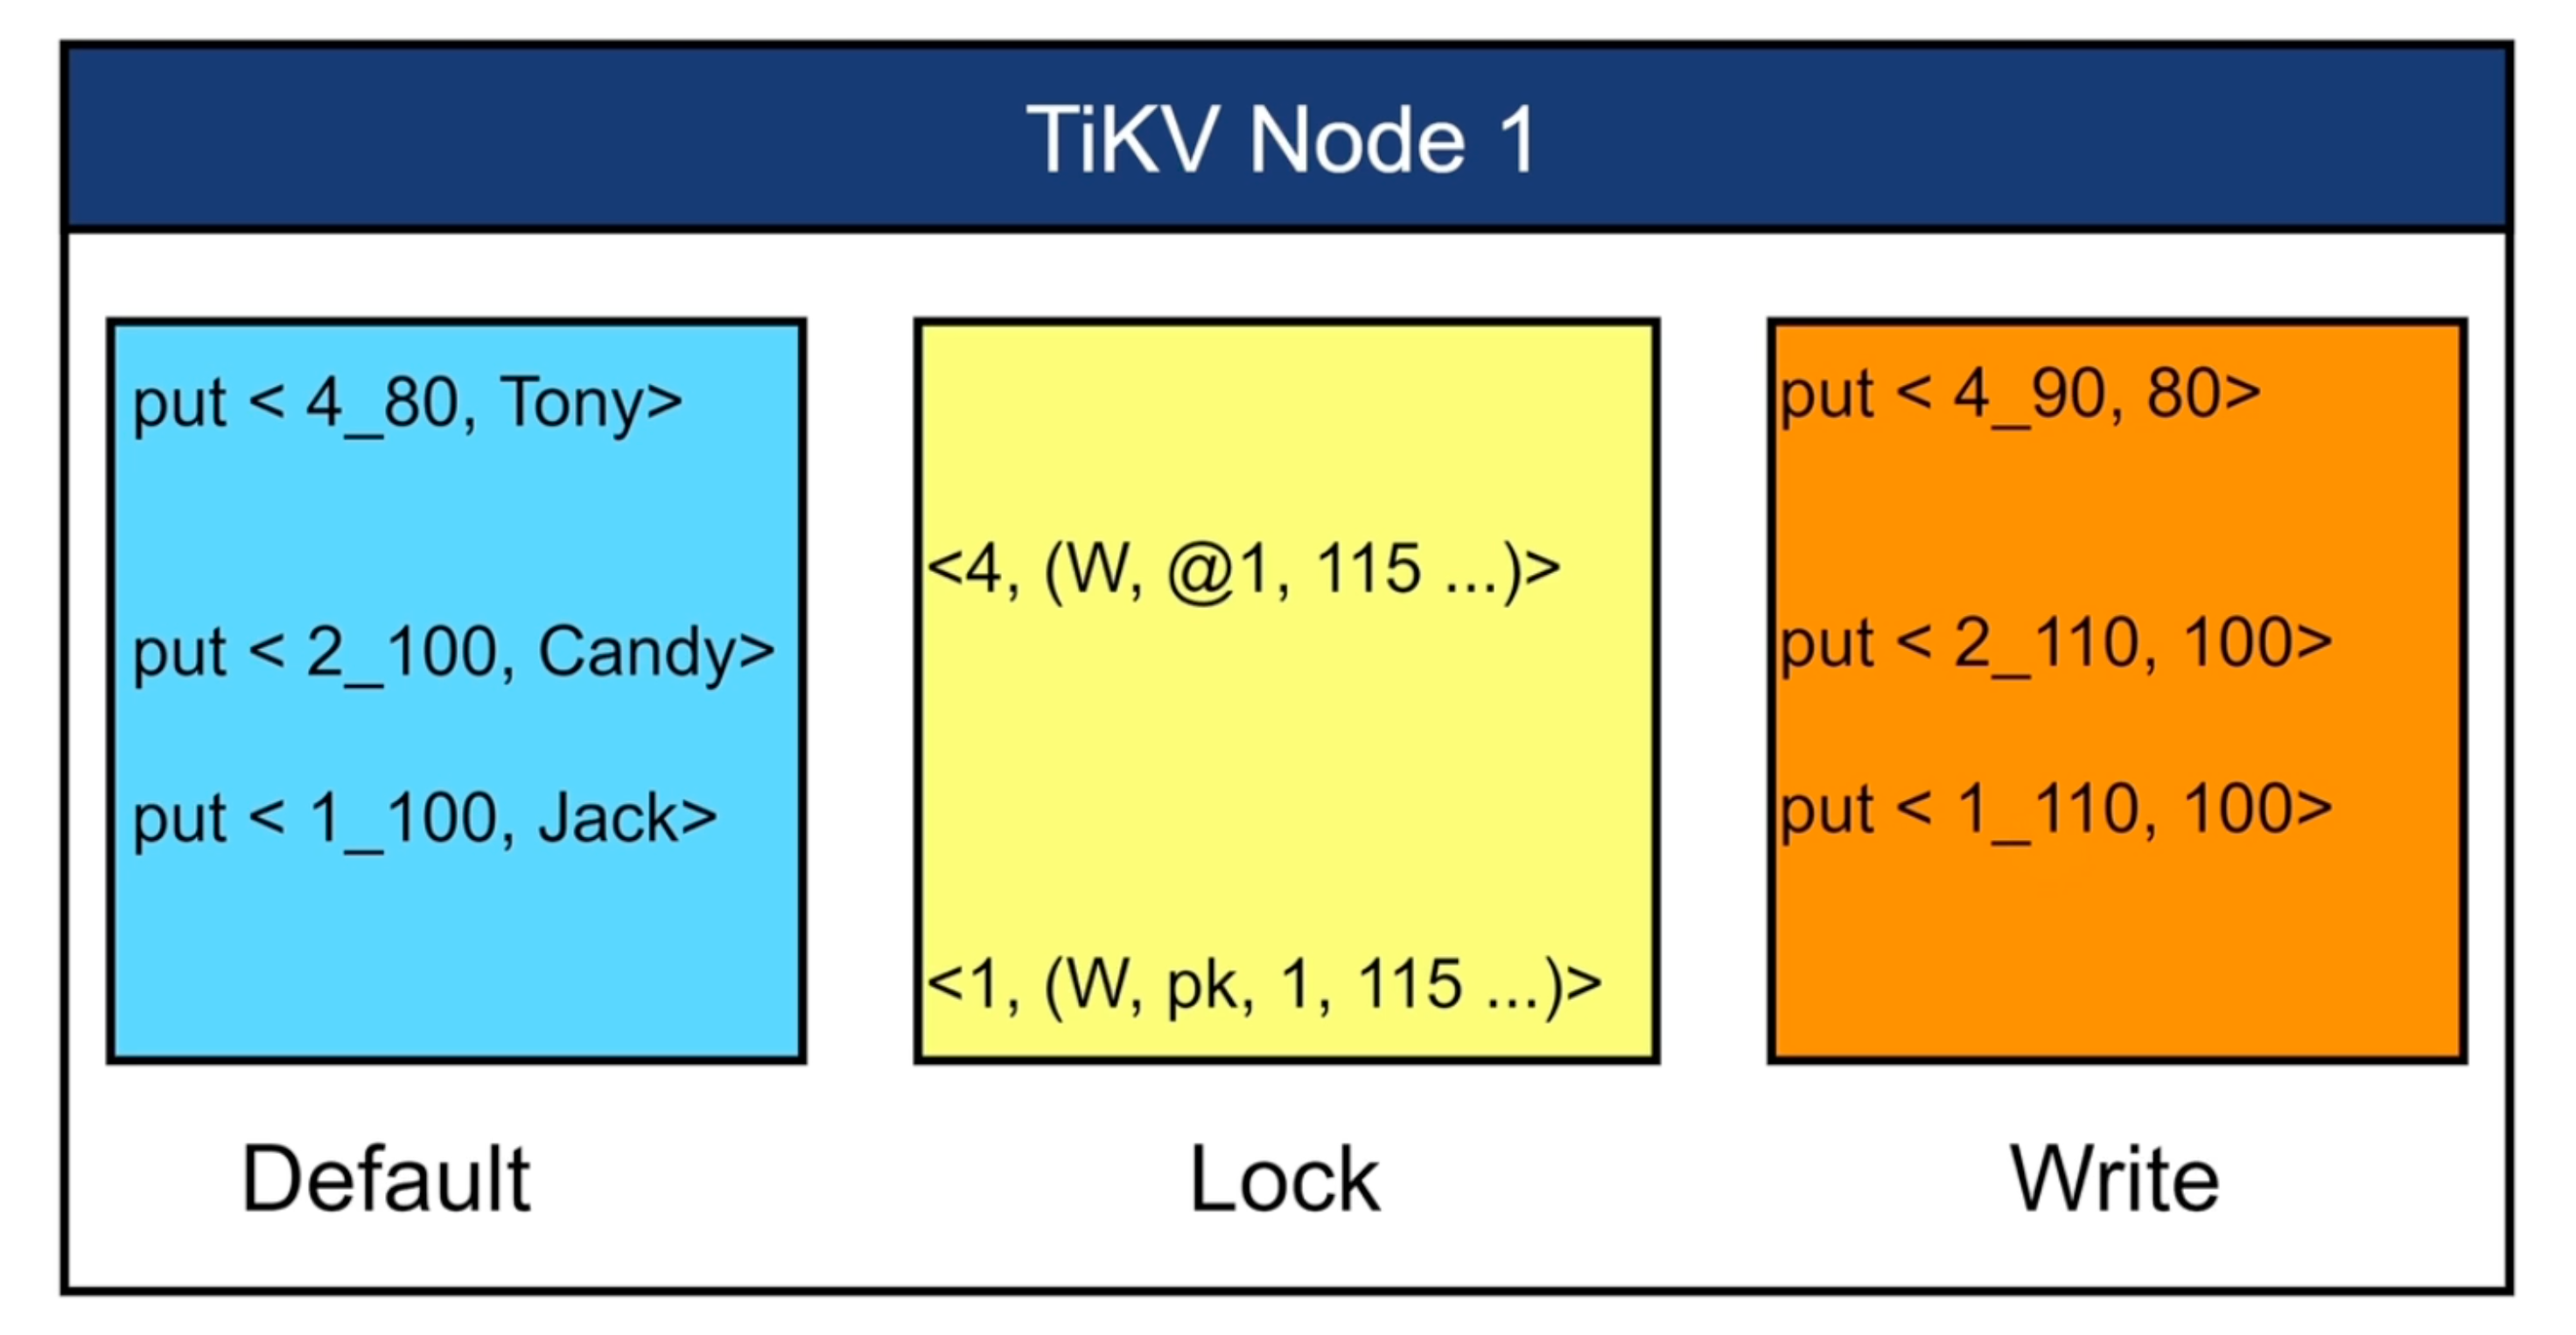 TiKV Node 1
put < 4_80, Tony>
put < 2_100, Candy>
put < 1_100, Jack>
Default
<4, (W, @1, 115 ...)>
<1, (W, pk, 1, 115 ...)>
Lock
put < 4_90, 80>
put < 2_110, 100>
put < 1_110, 100>
Write